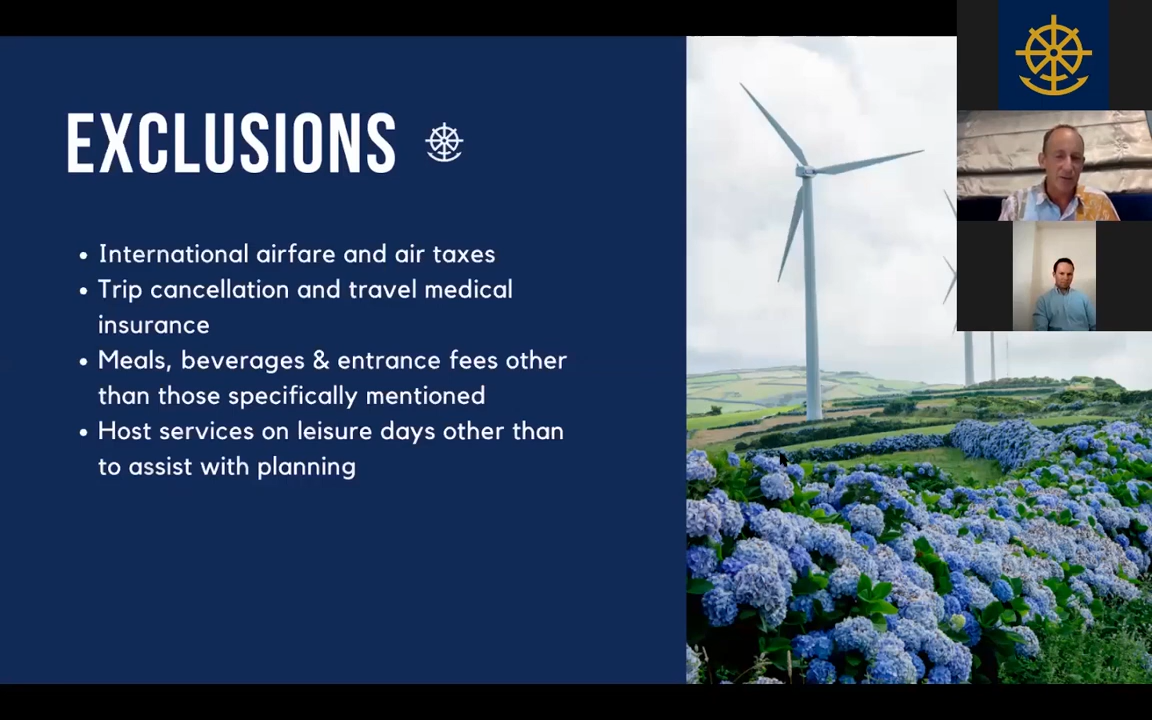 EXCLUSIONS
• International airfare and air taxes
• Trip cancellation and travel medical
insurance
• Meals, beverages & entrance fees other
than those specifically mentioned
• Host services on leisure days other than
to assist with planning